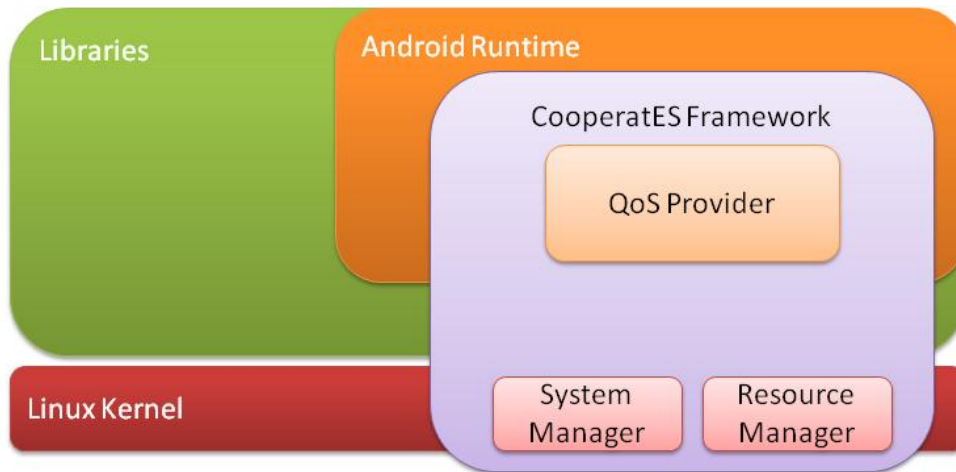 Libraries
Android Runtime
CooperatES Framework
QoS Provider
Linux Kernel
System
Manager
Resource
Manager